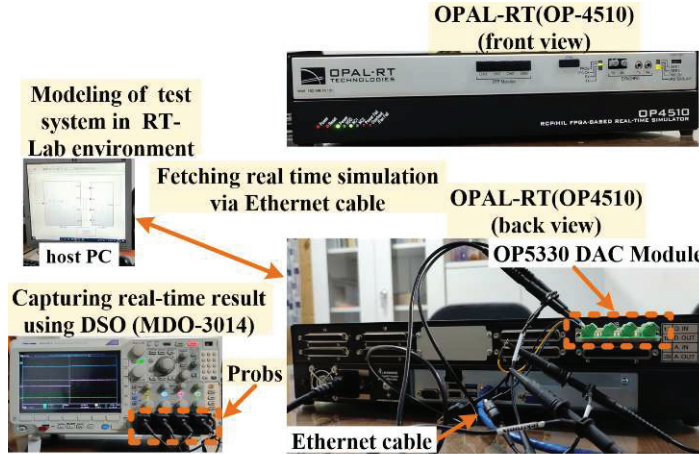 OPAL-RT(OP-4510)
(front view)
OPAL-RT
TECHNOLOGIES
OP4510
RCP/HIL FPGA-BASED REAL-TIME SIMULATOR
Modeling of test
system in RT-
Lab environment
host PC
Fetching real time simulation
via Ethernet cable
OPAL-RT(OP4510)
(back view)
OP5330 DAC Module
Capturing real-time result
using DSO (MDO-3014)
Probs
Ethernet cable